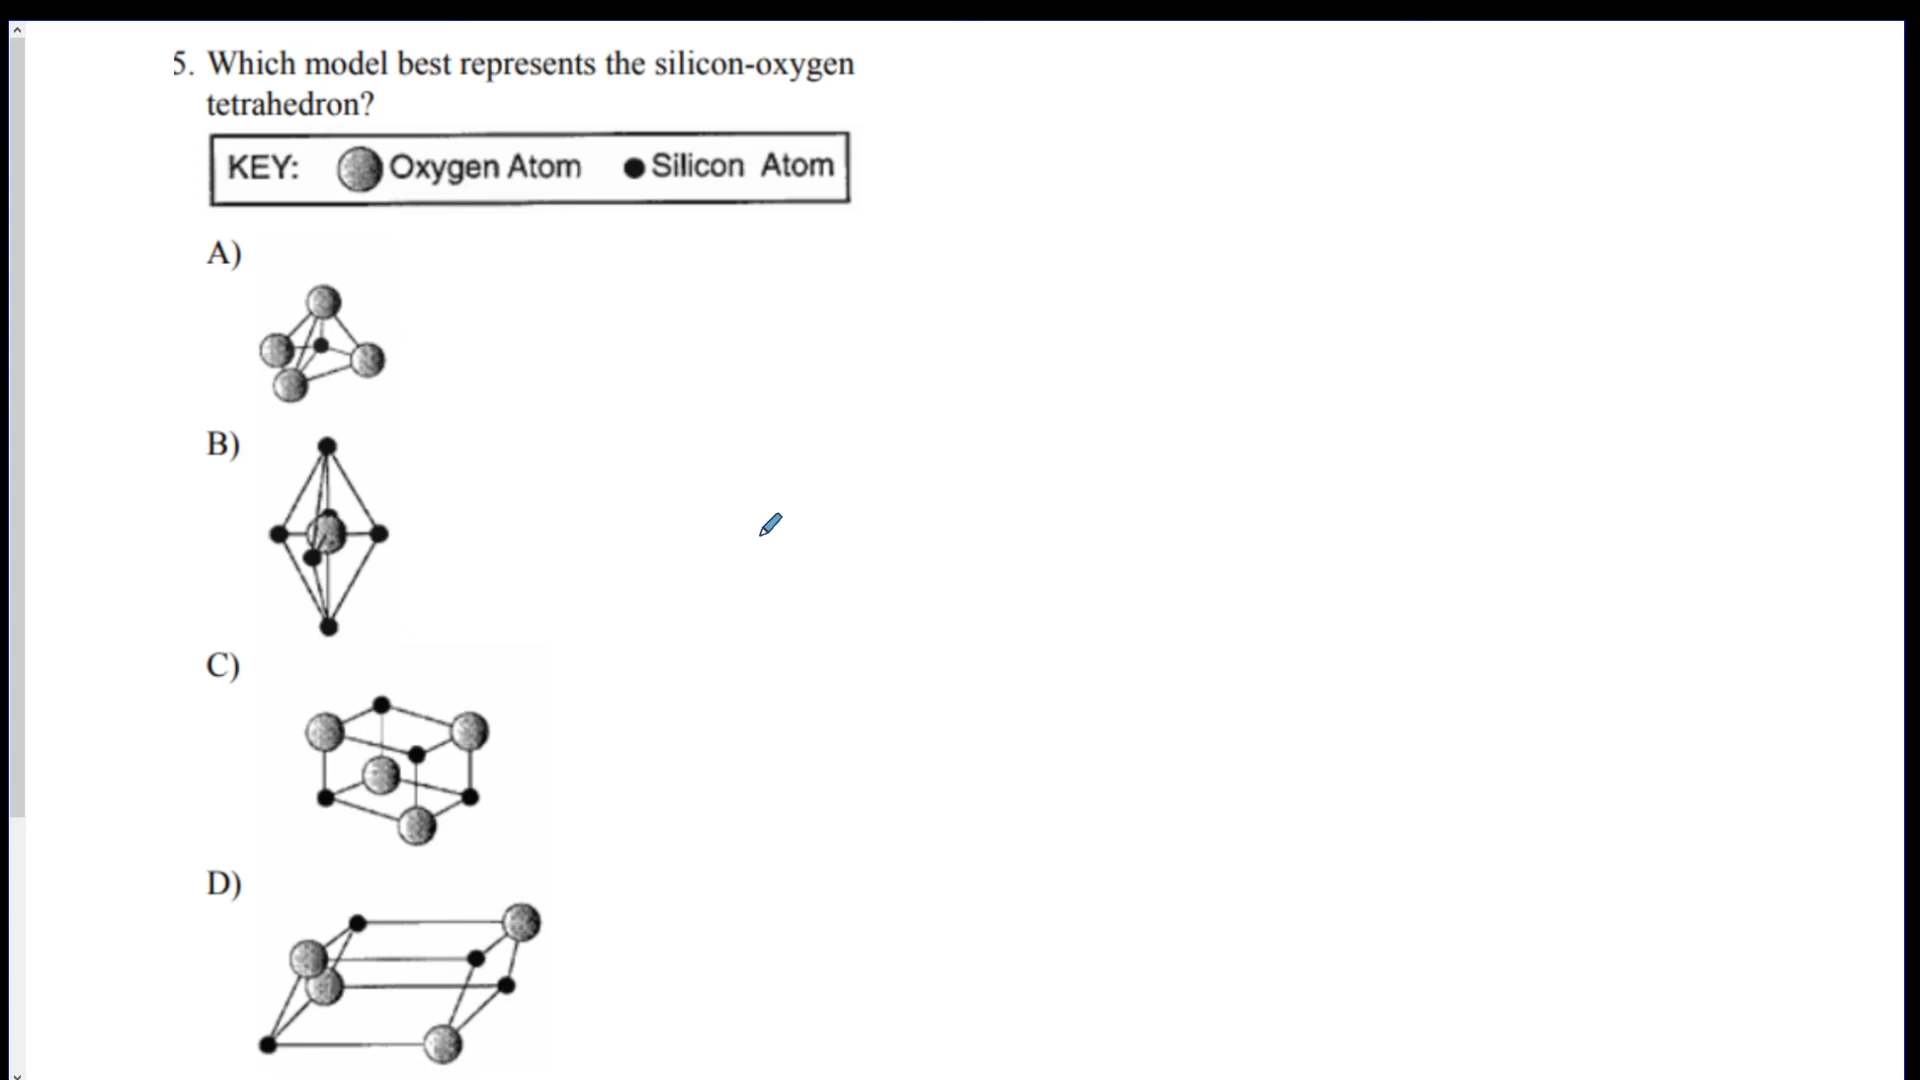 5. Which model best represents the silicon-oxygen
tetrahedron?
KEY: Oxygen Atom Silicon Atom
A)
B)
C)
D)